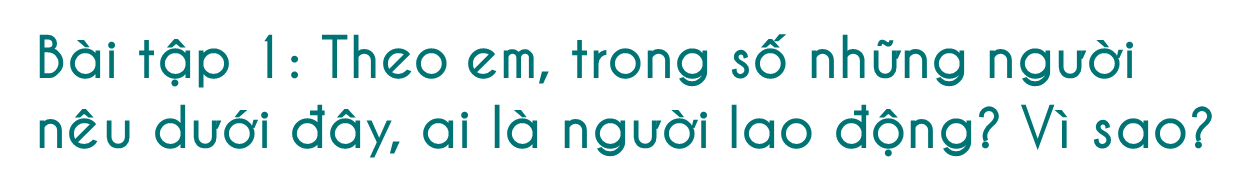 Bài tập 1: Theo em, trong số những người
nêu dưới đây, ai là người lao động? Vì sao?